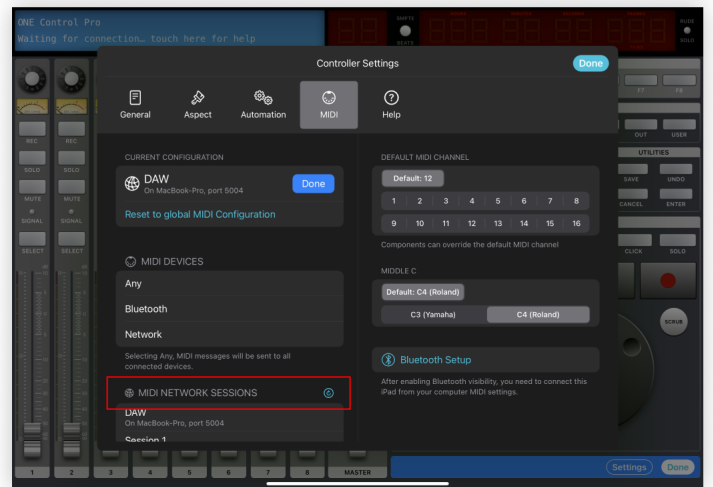 ONE Control Pro
Waiting for connection… touch here for help
SMPTE
BEATS
RUDE
SOLO
Controller Settings
Done
General
Aspect
Automation
MIDI
Help
F7
F8
REC
REC
OUT
USER
CURRENT CONFIGURATION
DAW
On MacBook-Pro, port 5004
Done
Reset to global MIDI Configuration
DEFAULT MIDI CHANNEL
Default: 12
1 2 3 4 5 6 7 8
9 10 11 12 13 14 15 16
Components can override the default MIDI channel
UTILITIES
SOLO
SOLO
SAVE
UNDO
MUTE
MUTE
CANCEL
ENTER
SIGNAL
SIGNAL
SELECT
SELECT
CLICK
SOLO
MIDI DEVICES
Any
Bluetooth
Network
Selecting Any, MIDI messages will be sent to all
connected devices.
MIDDLE C
Default: C4 (Roland)
C3 (Yamaha)
C4 (Roland)
SCRUB
Bluetooth Setup
After enabling Bluetooth visibility, you need to connect this
iPad from your computer MIDI settings.
MIDI NETWORK SESSIONS
DAW
On MacBook-Pro, port 5004
Session 1
1 2 3 4 5 6 7 8 MASTER
Settings
Done